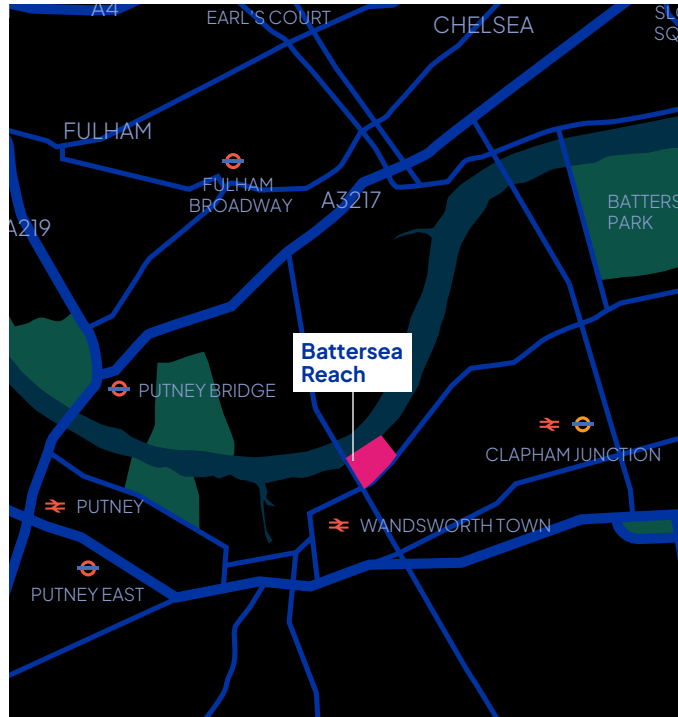 A4
EARL'S COURT
CHELSEA
FULHAM
FULHAM
BROADWAY
A3217
A219
PARK
Battersea
Reach
PUTNEY BRIDGE
CLAPHAM JUNCTION
PUTNEY
WANDSWORTH TOWN
PUTNEY EAST